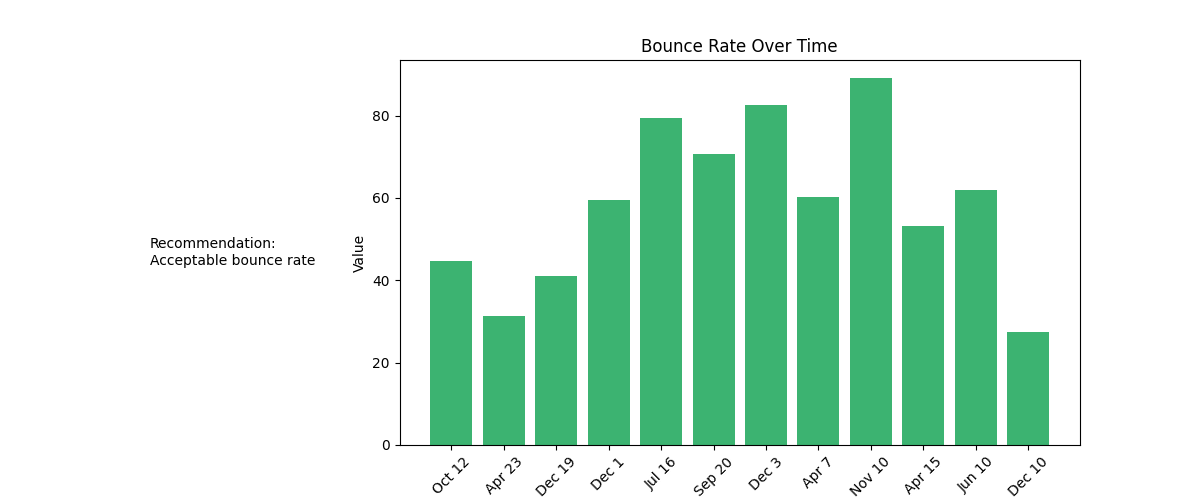 Bounce Rate Over Time
Recommendation:
Acceptable bounce rate
Value
80
60
40
20
0
Oct 12
Apr 23
Dec 19
Dec 1
Jul 16
Sep 20
Dec 3
Apr 7
Nov 10
Apr 15
Jun 10
Dec 10